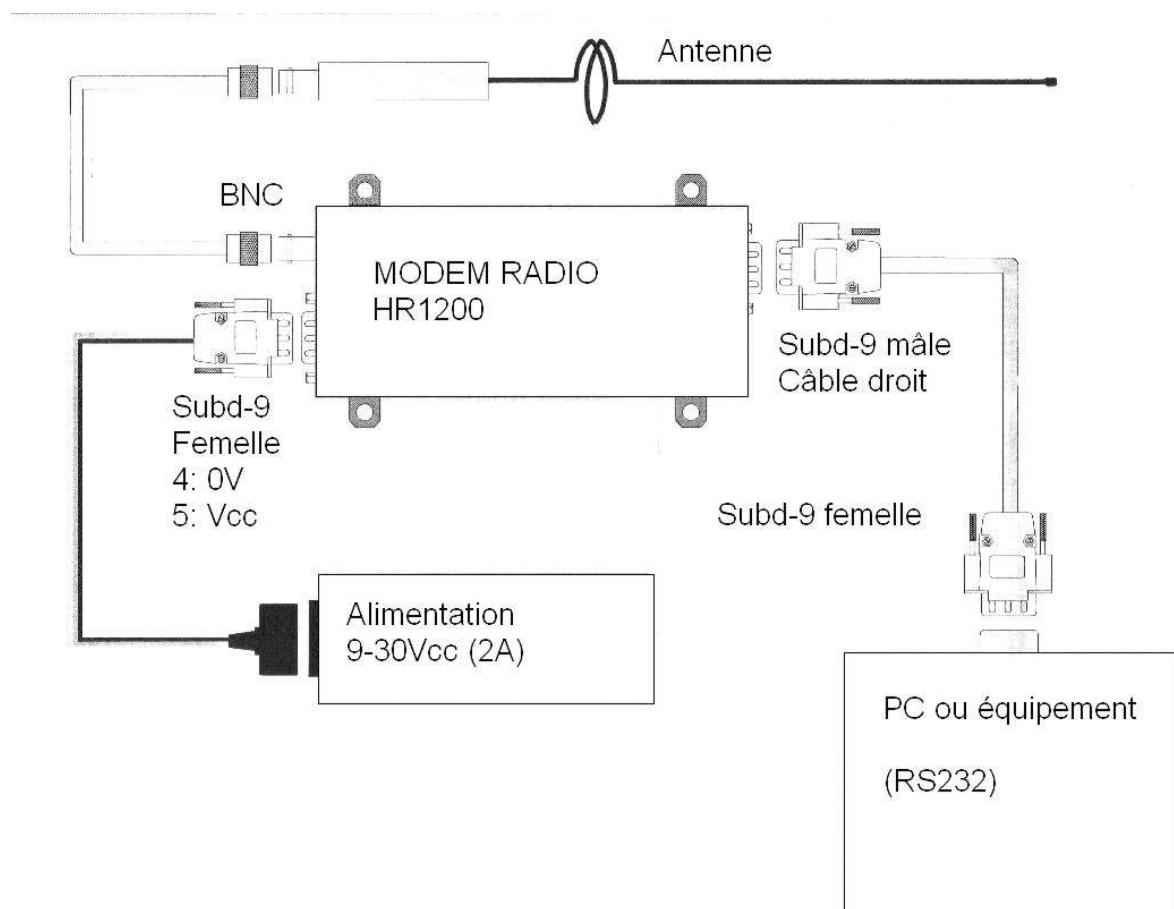 Antenne
BNC
MODEM RADIO
HR1200
Subd-9 mâle
Câble droit
Subd-9
Femelle
4: 0V
5: Vcc
Subd-9 femelle
Alimentation
9-30Vcc (2A)
PC ou équipement
(RS232)